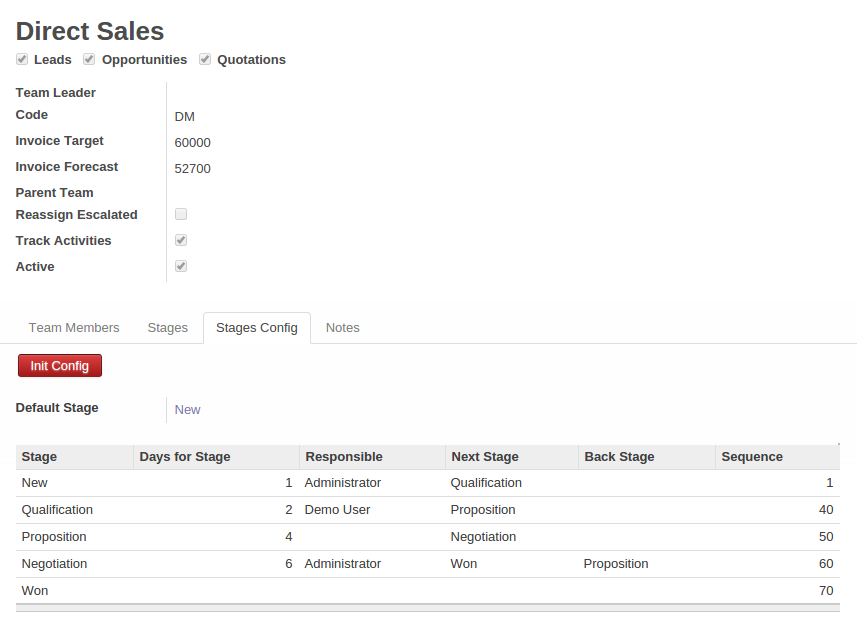 Direct Sales
Leads Opportunities Quotations
Team Leader
Code DM
Invoice Target 60000
Invoice Forecast 52700
Parent Team
Reassign Escalated
Track Activities
Active
Team Members Stages Stages Config Notes
Init Config
Default Stage New
Stage Days for Stage Responsible Next Stage Back Stage Sequence
New 1 Administrator Qualification 1
Qualification 2 Demo User Proposition 40
Proposition 4 Negotiation 50
Negotiation 6 Administrator Won Proposition 60
Won 70